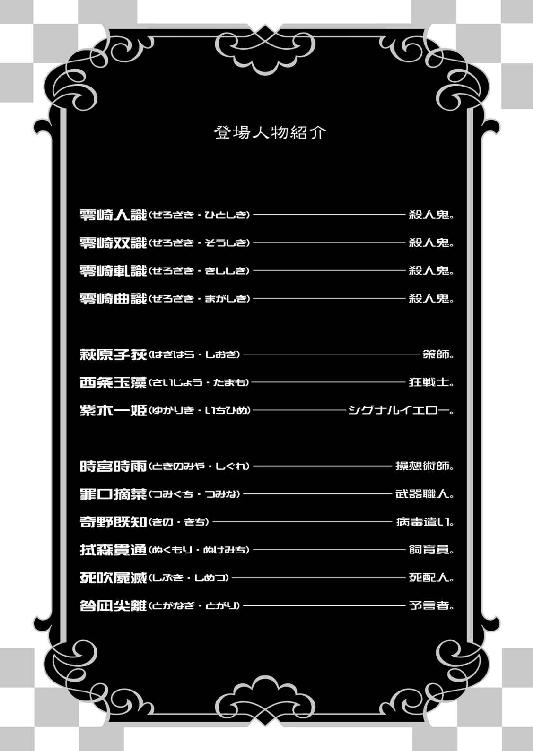 登場人物紹介
零崎人識(ぜろざき・ひとしき) 殺人鬼。
零崎双識(ぜろざき・そうしき) 殺人鬼。
零崎軋識(ぜろざき・きししき) 殺人鬼。
零崎曲識(ぜろざき・まがしき) 殺人鬼。
萩原子荻(はぎはら・しおぎ) 策師。
西条玉藻(さいじょう・たまも) 狂戦士。
紫木一姫(ゆかりき・いちひめ) シグナルイエロー。
時宮時雨(ときのみや・しぐれ) 操想術師。
罪口摘菜(つみぐち・つみな) 武器職人。
奇野既知(きの・きち) 病毒遣い。
拭森貫通(ぬくもり・ぬけみち) 飼育員。
死吹屍滅(しぶき・しめつ) 死配人。
咎凪尖離(とがなぎ・とがり) 予言者。